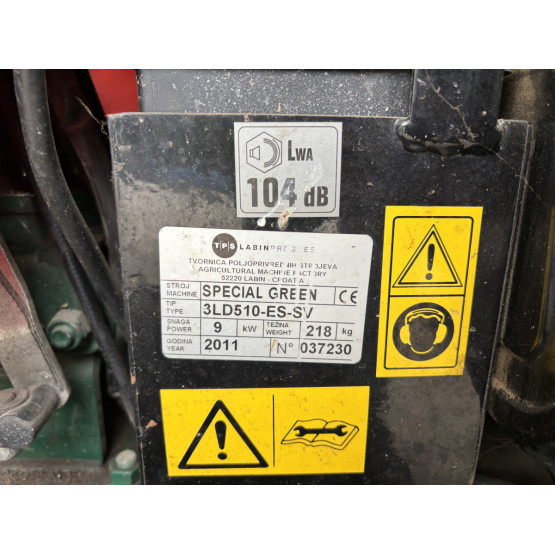 LWA
104 dB
TPS LABINPROGRES
TVORNICA POLJOPRIVREDNIH STROJEVA
AGRICULTURAL MACHINE FACTORY
52220 LABIN - CROATIA
STROJ MACHINE SPECIAL GREEN CE
TIP TYPE 3LD510-ES-SV
SNAGA POWER 9 kW TEŽINA WEIGHT 218 kg
GODINA YEAR 2011 N° 037230